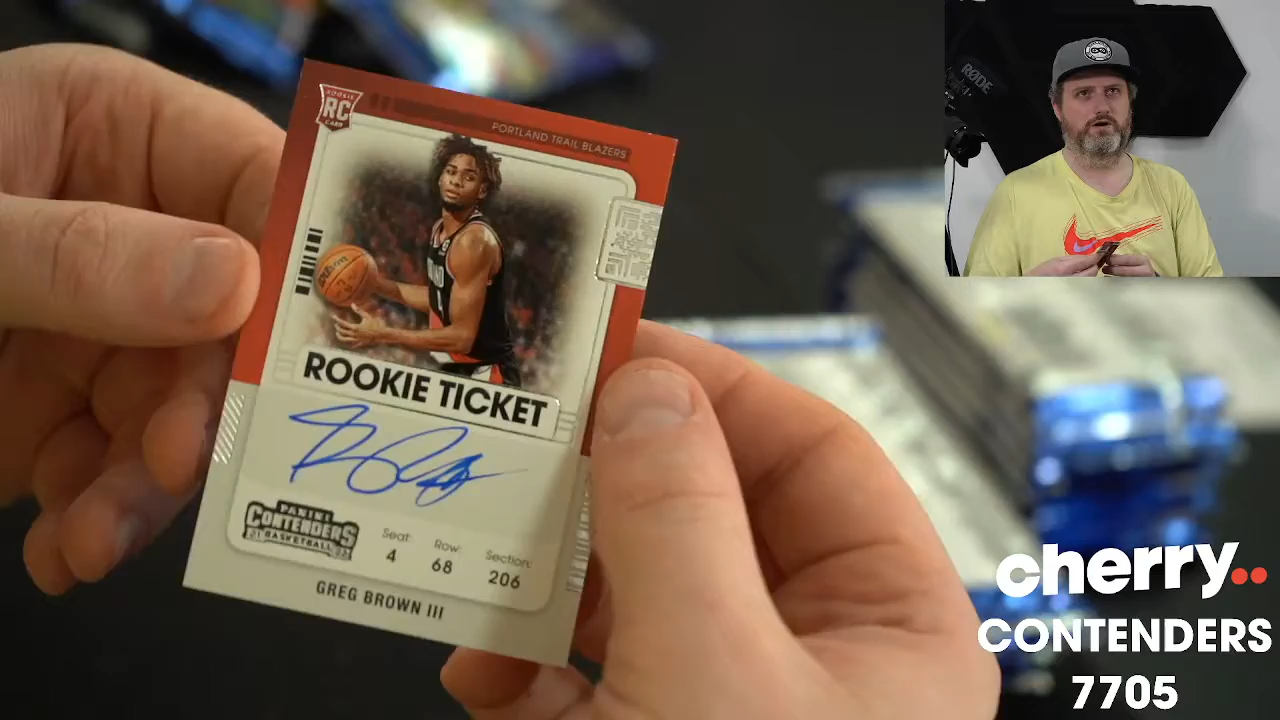 ROOKIE
RC
CARD
PORTLAND TRAIL BLAZERS
ROOKIE TICKET
PANINI
CONTENDERS
BASKETBALL
Seat: Row: Section:
4 68 206
GREG BROWN III
RØDE
cherry..
CONTENDERS
7705